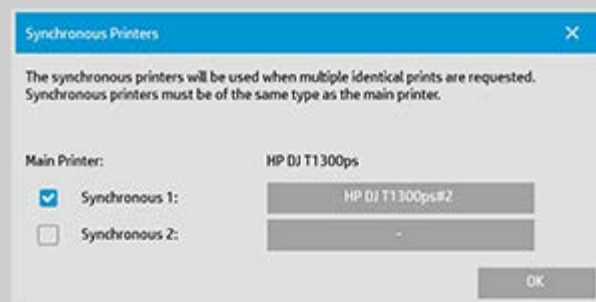 Synchronous Printers
The synchronous printers will be used when multiple identical prints are requested.
Synchronous printers must be of the same type as the main printer.
Main Printer: HP DJ T1300ps
Synchronous 1: HP DJ T1300ps#2
Synchronous 2: -
OK